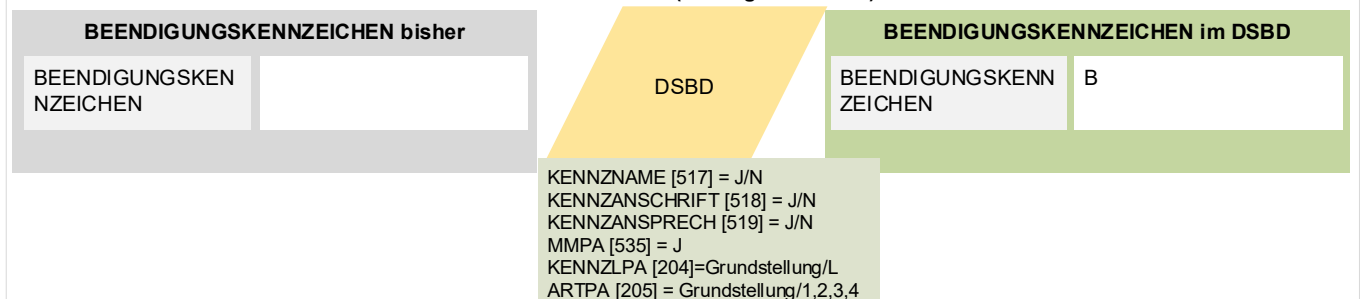 BEENDIGUNGSKENNZEICHEN bisher
BEENDIGUNGSKEN
NZEICHEN
DSBD
BEENDIGUNGSKENNZEICHEN im DSBD
BEENDIGUNGSKENN
ZEICHEN
B
KENNZNAME [517] = J/N
KENNZANSCHRIFT [518] = J/N
KENNZANSPRECH [519] = J/N
MMPA [535] = J
KENNZLPA [204]=Grundstellung/L
ARTPA [205] = Grundstellung/1,2,3,4